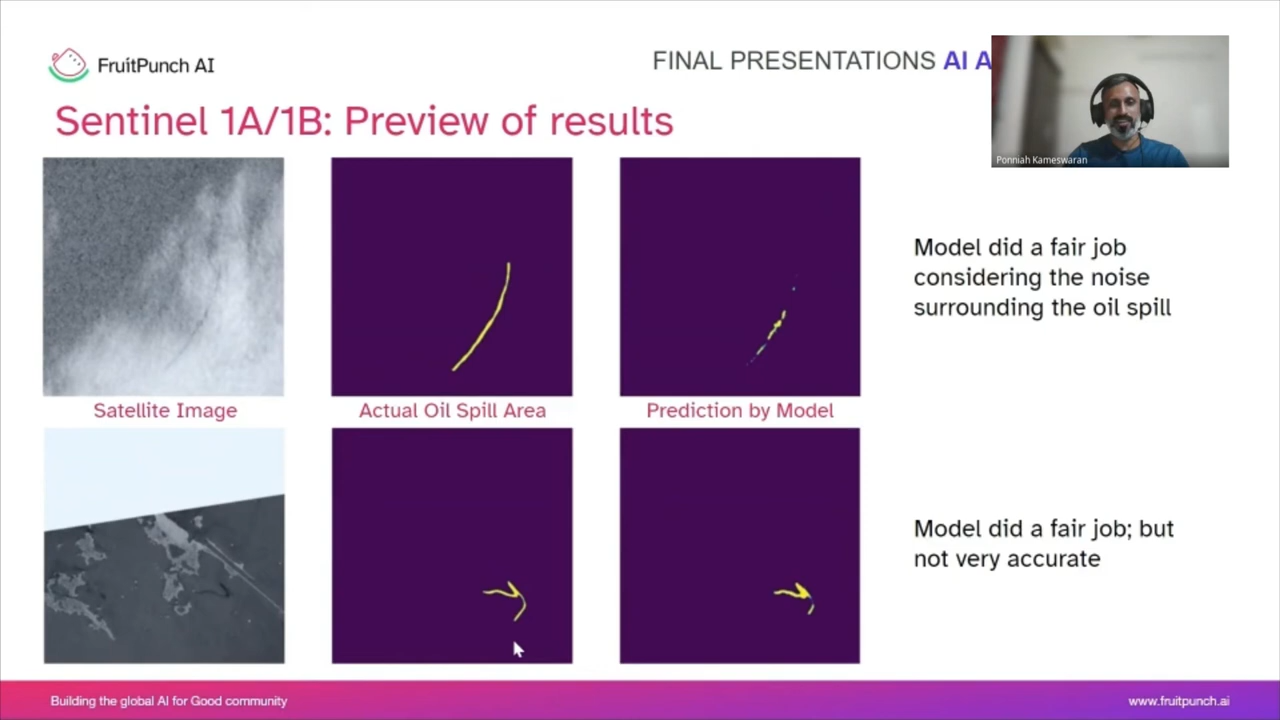 FruitPunch AI
FINAL PRESENTATIONS AI A
Ponniah Kameswaran
Sentinel 1A/1B: Preview of results
Model did a fair job
considering the noise
surrounding the oil spill
Satellite Image
Actual Oil Spill Area
Prediction by Model
Model did a fair job; but
not very accurate
Building the global AI for Good community
www.fruitpunch.ai